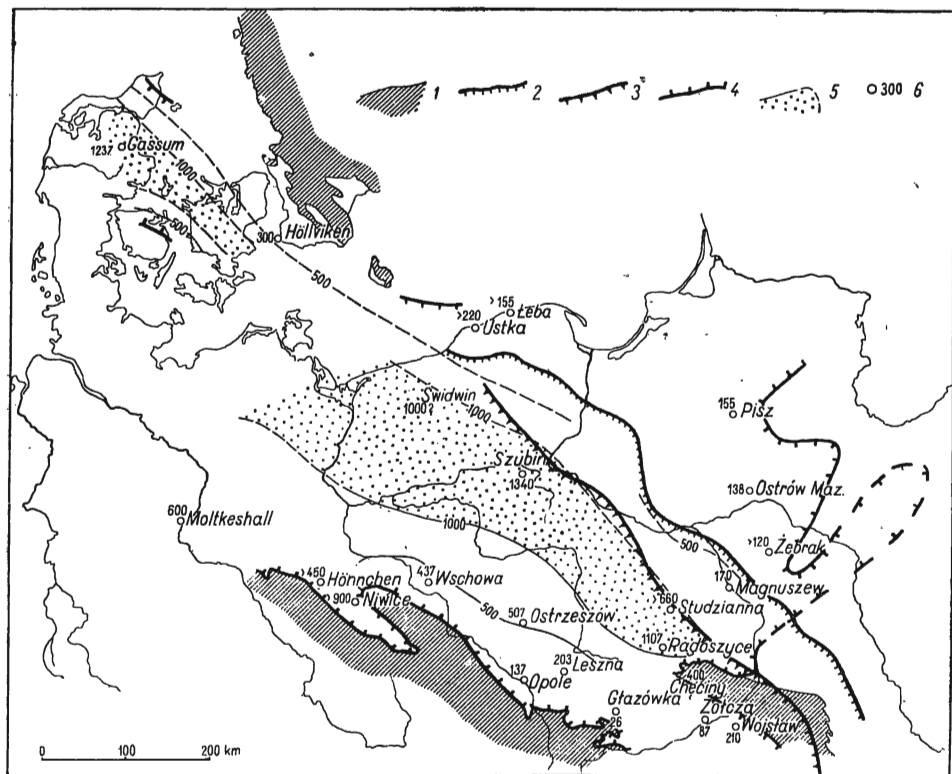 1
2
3
4
5
300 6
Gassum
1237
1000
500
300 Höllviken
500
>155
Łeba
>220
Ustka
Świdwin
1000?
1000
155
Pisz
Szubin
1340
138 Ostrów Maz.
600
Moltkeshall
1000
500
>120
Żebrak
>450
Hönnchen
437
Wschowa
170
Magnuszew
900
Niwice
500
507
Ostrzeszów
>660
Studzianna
1107
Radoszyce
203
Leszna
137
Opole
400
Chęciny
Głazówka
26
Zołcza
87
Wojsław
210
0 100 200 km